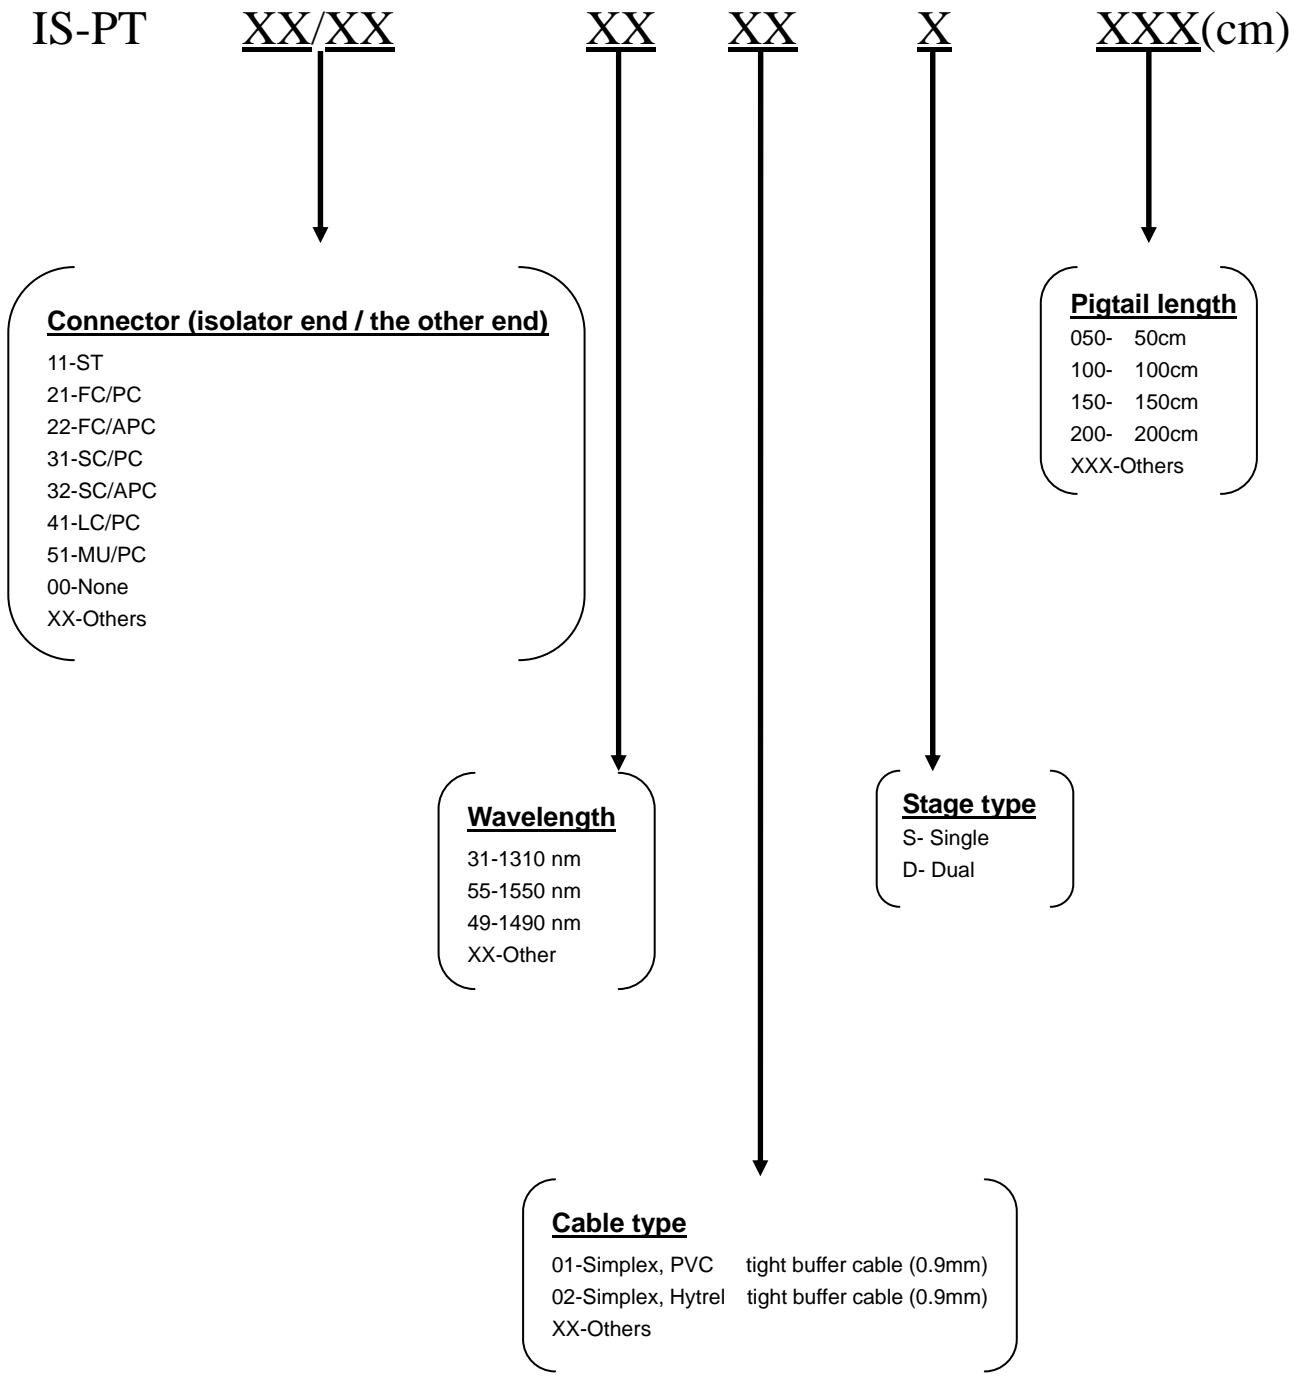 IS-PT XX/XX XX XX X XXX(cm)
Connector (isolator end / the other end)
11-ST
21-FC/PC
22-FC/APC
31-SC/PC
32-SC/APC
41-LC/PC
51-MU/PC
00-None
XX-Others
Pigtail length
050- 50cm
100- 100cm
150- 150cm
200- 200cm
XXX-Others
Wavelength
31-1310 nm
55-1550 nm
49-1490 nm
XX-Other
Stage type
S- Single
D- Dual
Cable type
01-Simplex, PVC tight buffer cable (0.9mm)
02-Simplex, Hytrel tight buffer cable (0.9mm)
XX-Others